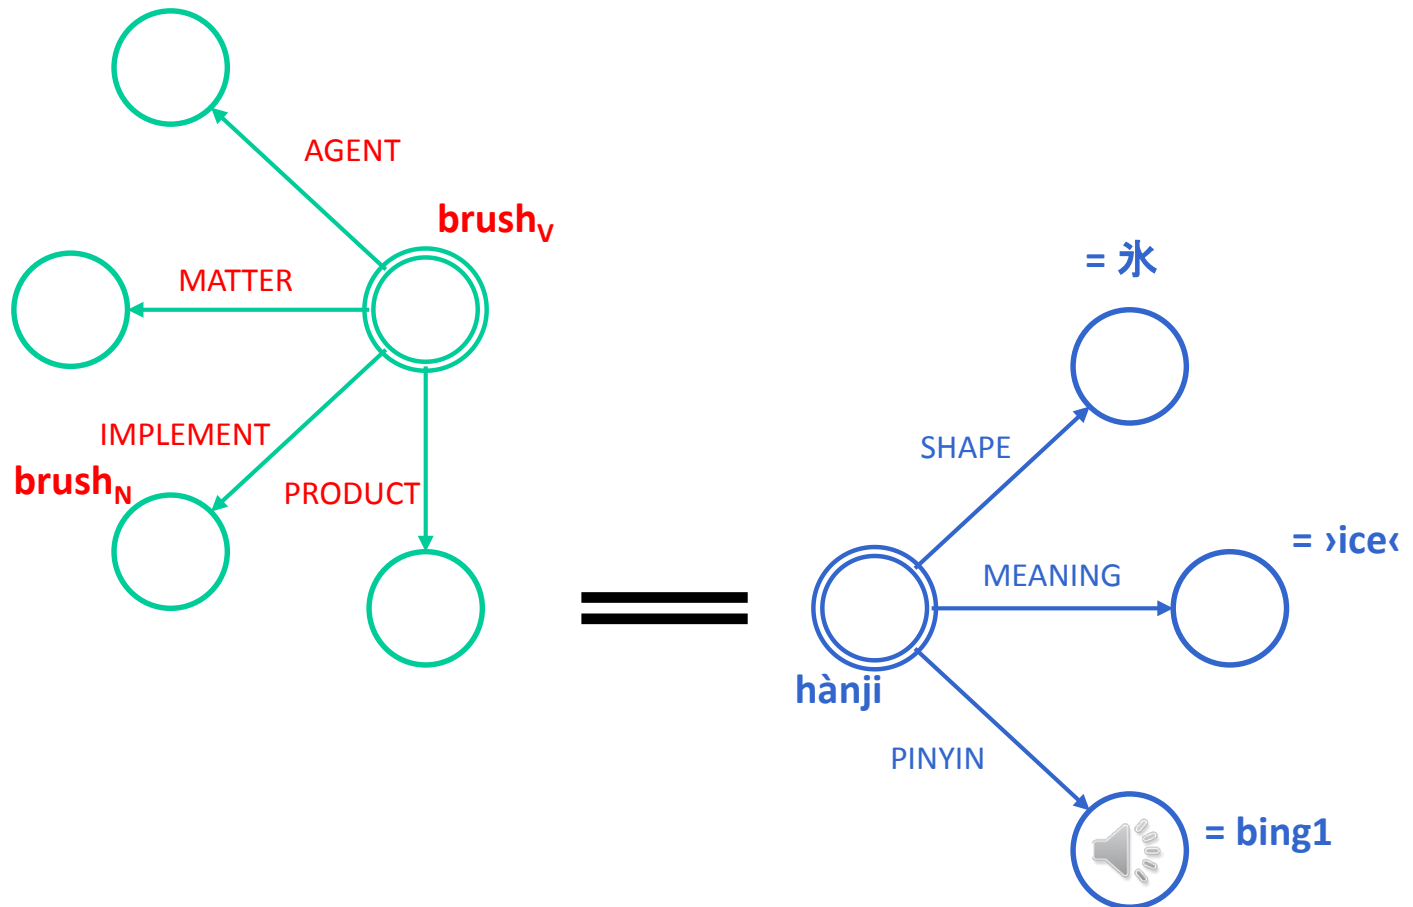 AGENT
brushV
MATTER
IMPLEMENT
brushN
PRODUCT
= 氷
SHAPE
= ›ice‹
MEANING
hànji
PINYIN
= bing1